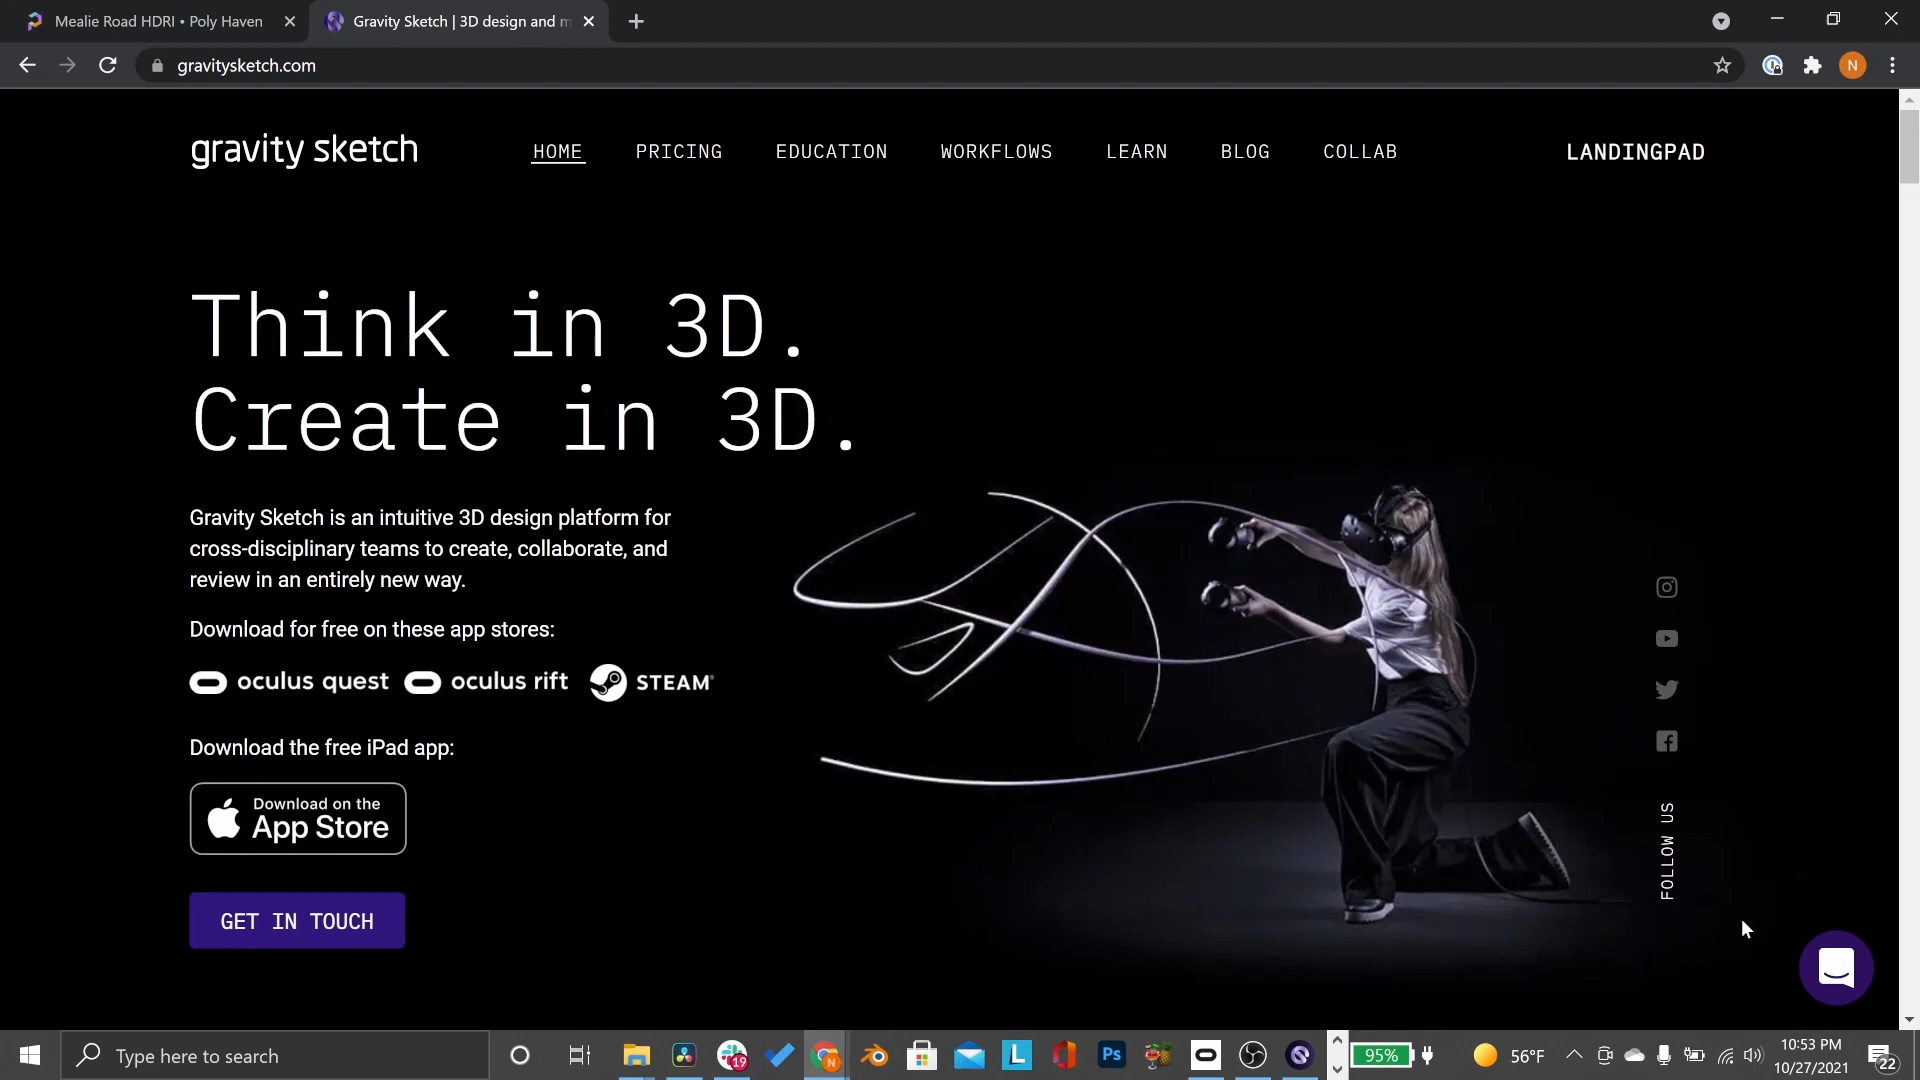 Mealie Road HDRI • Poly Haven
Gravity Sketch | 3D design and m
gravitysketch.com
N
gravity sketch
HOME
PRICING
EDUCATION
WORKFLOWS
LEARN
BLOG
COLLAB
LANDINGPAD
Think in 3D.
Create in 3D.
Gravity Sketch is an intuitive 3D design platform for
cross-disciplinary teams to create, collaborate, and
review in an entirely new way.
Download for free on these app stores:
oculus quest
oculus rift
STEAM
Download the free iPad app:
Download on the
App Store
GET IN TOUCH
FOLLOW US
Type here to search
19
N
L
Ps
95%
56°F
10:53 PM
10/27/2021
22